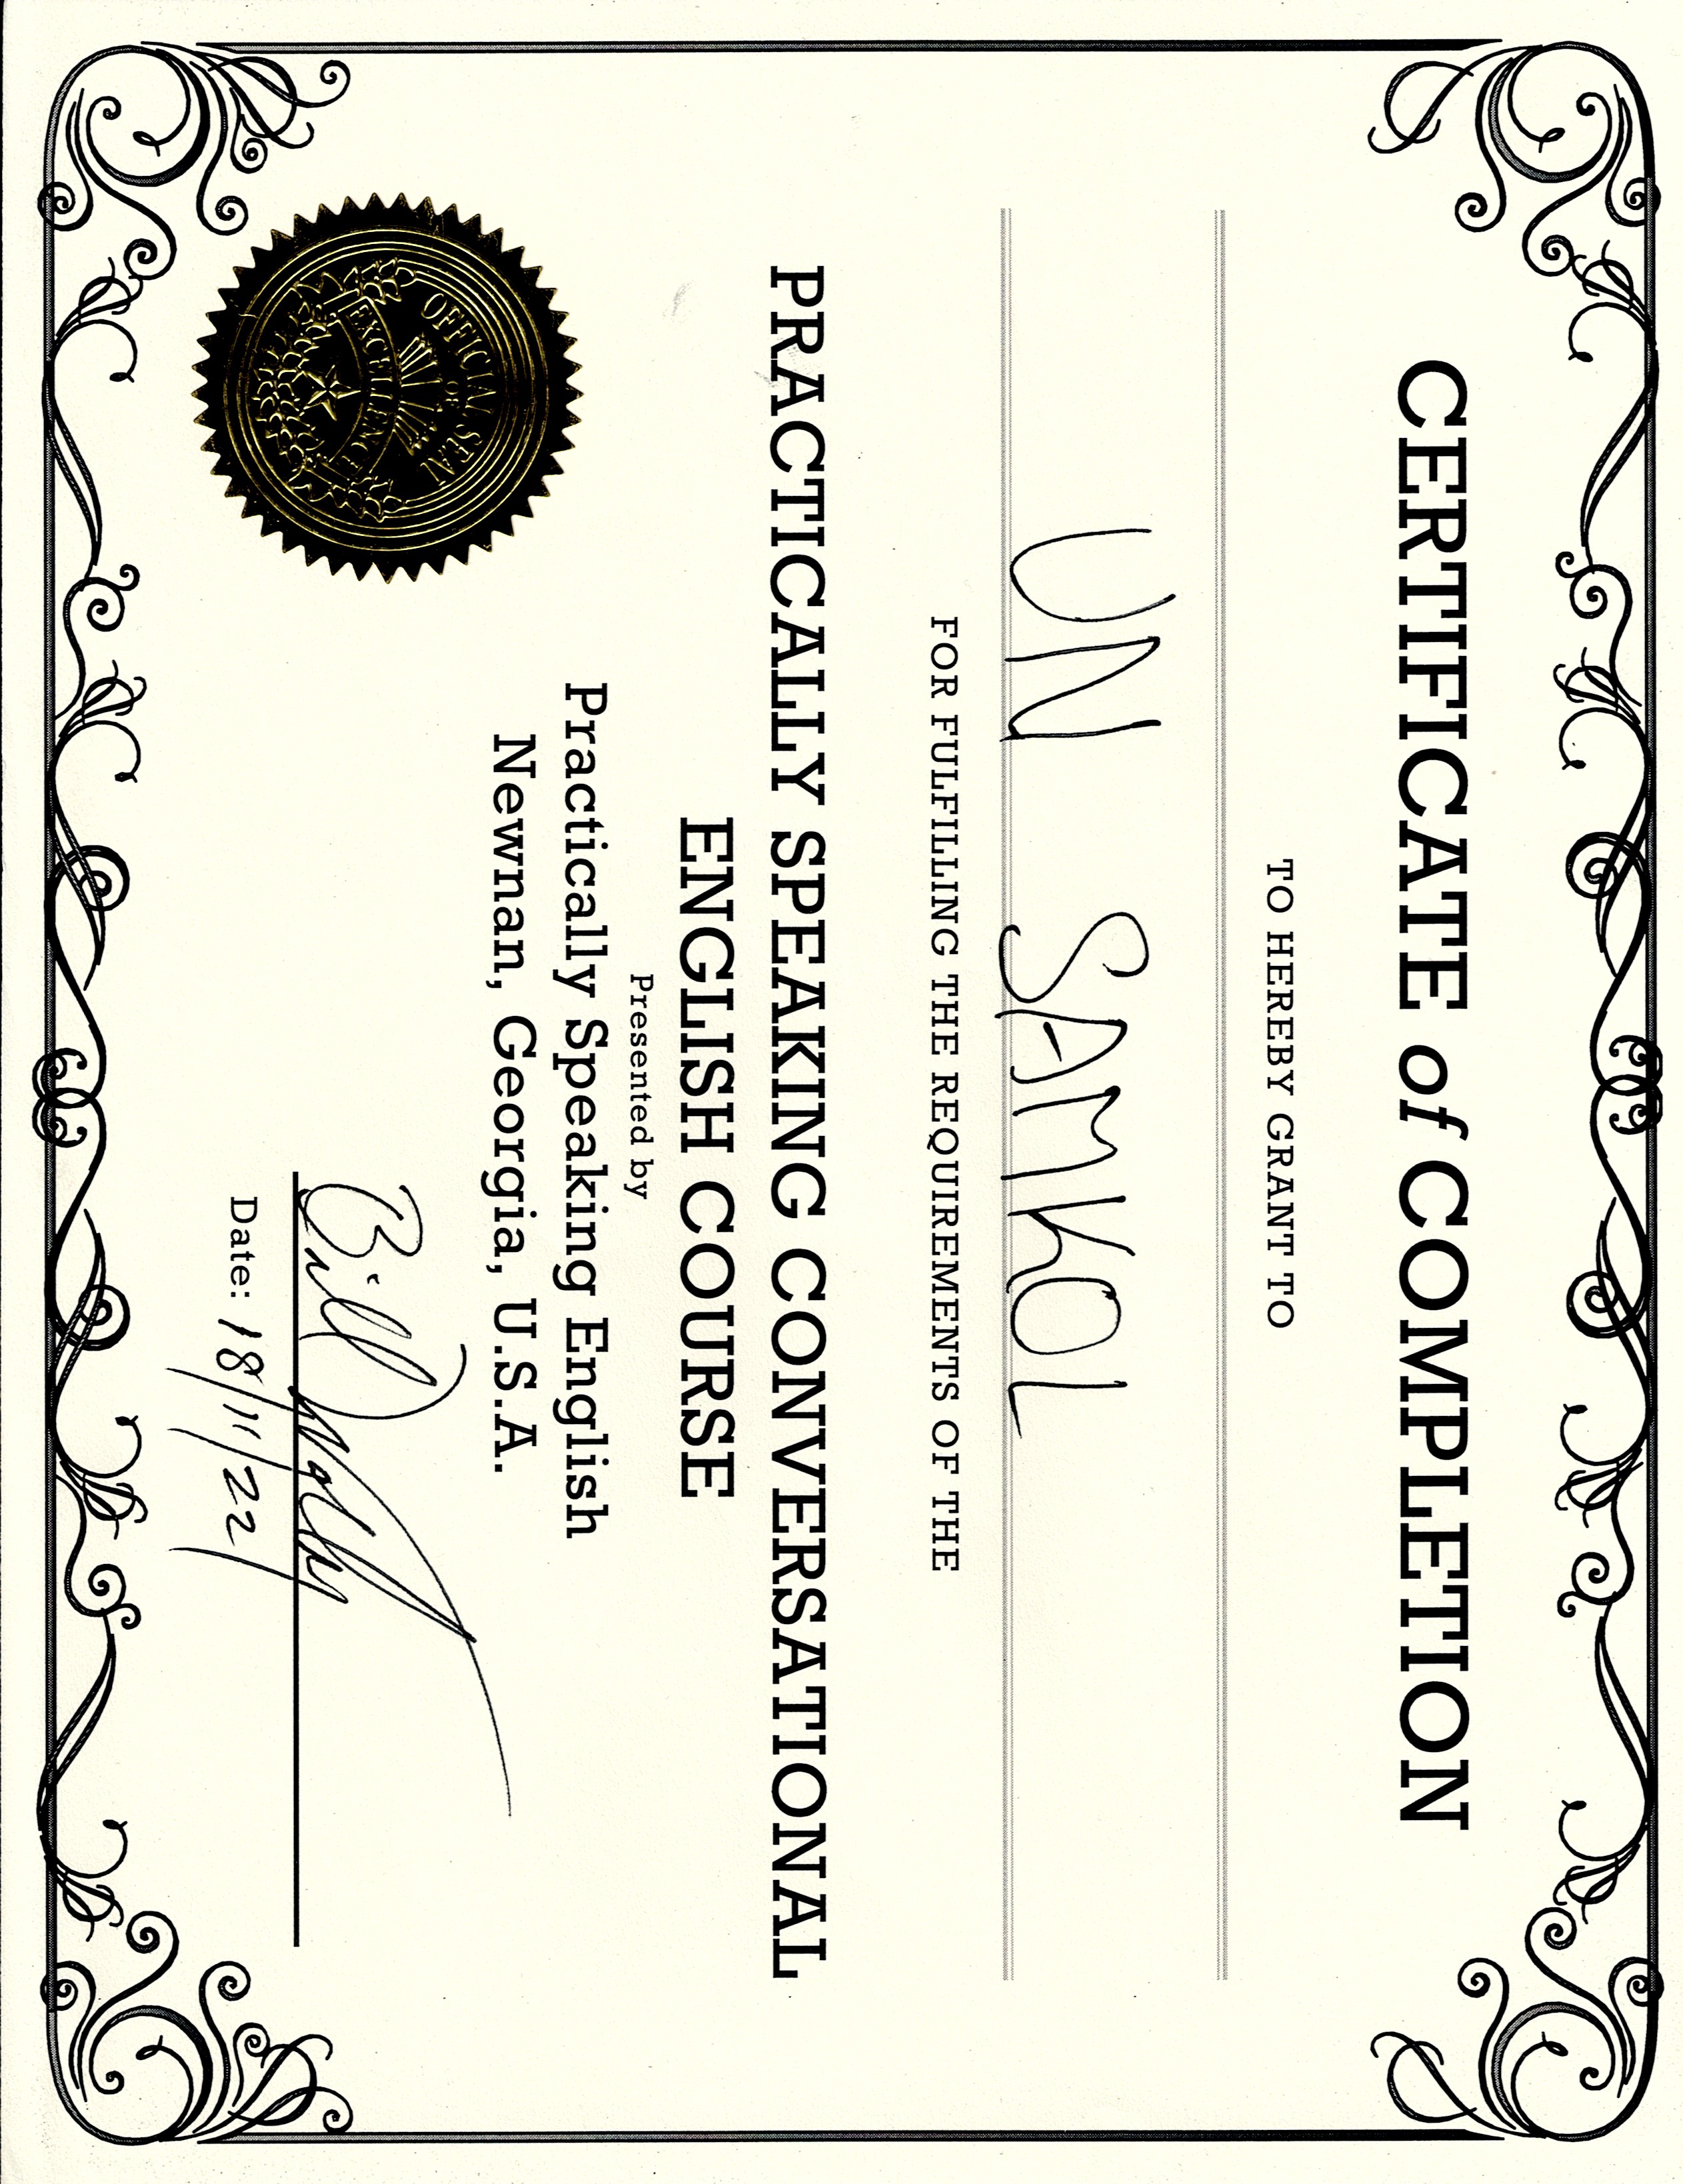 CERTIFICATE of COMPLETION
TO HEREBY GRANT TO
UN SAMKOL
FOR FULFILLING THE REQUIREMENTS OF THE
PRACTICALLY SPEAKING CONVERSATIONAL
ENGLISH COURSE
Presented by
Practically Speaking English
Newnan, Georgia, U.S.A.
OFFICIAL SEAL
OF
EXCELLENCE
Bill
Date: 18/11/22